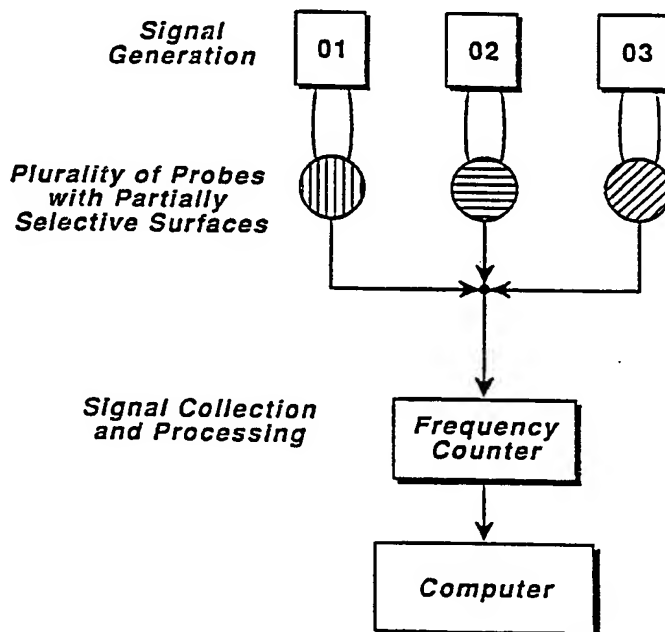 Signal
Generation
01
02
03
Plurality of Probes
with Partially
Selective Surfaces
Signal Collection
and Processing
Frequency
Counter
Computer